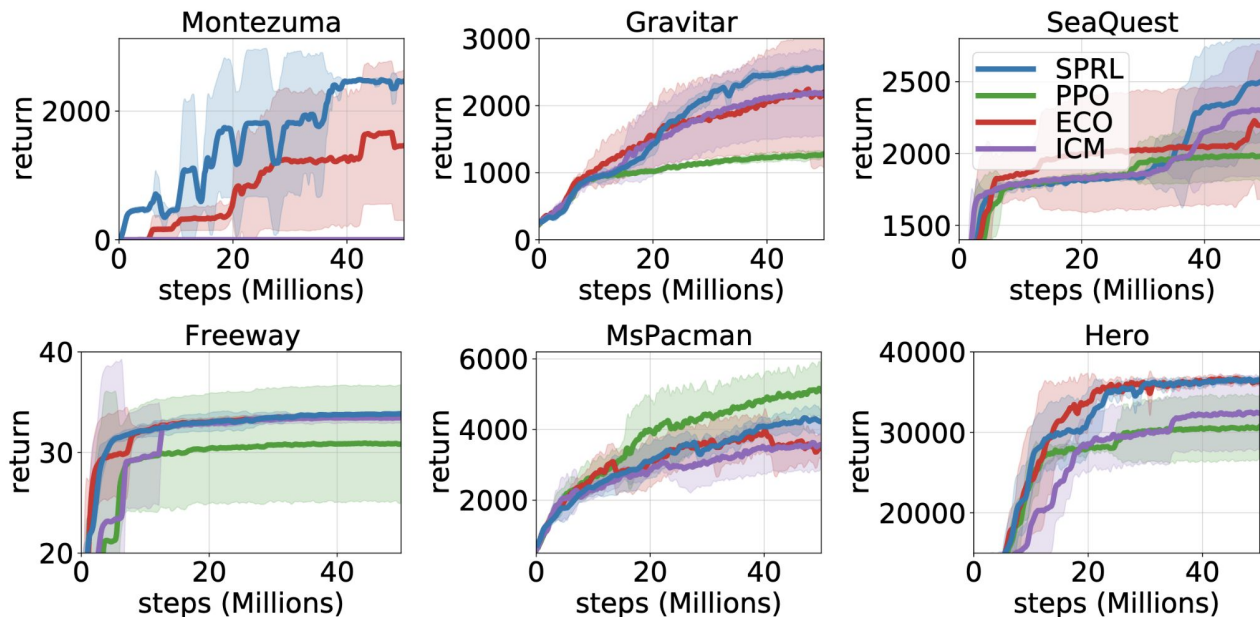 Montezuma
return
2000
0
0
20
40
steps (Millions)
Gravitar
return
3000
2000
1000
0
0
20
40
steps (Millions)
SeaQuest
return
2500
2000
1500
0
20
40
steps (Millions)
SPRL
PPO
ECO
ICM
Freeway
return
40
30
20
0
20
40
steps (Millions)
MsPacman
return
6000
4000
2000
0
20
40
steps (Millions)
Hero
return
40000
30000
20000
0
20
40
steps (Millions)